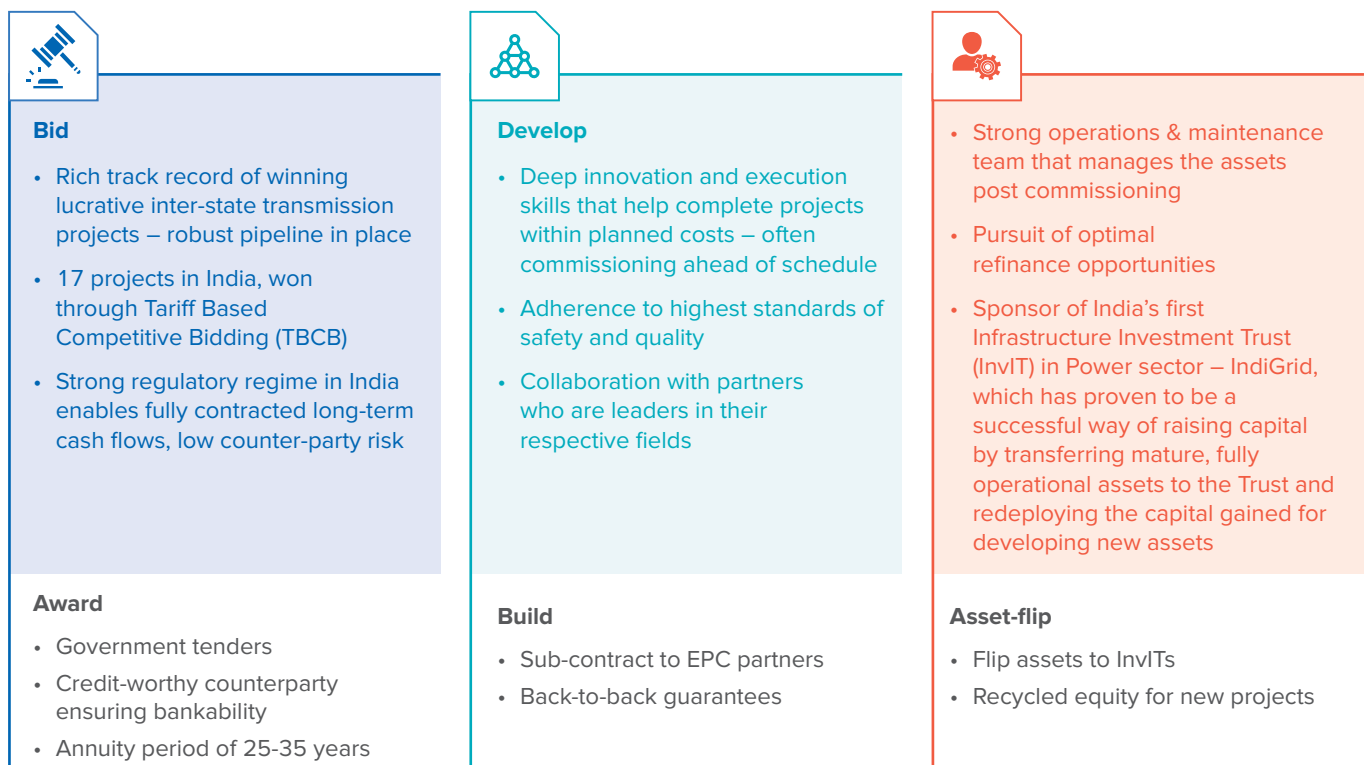 Bid
• Rich track record of winning
lucrative inter-state transmission
projects – robust pipeline in place
• 17 projects in India, won
through Tariff Based
Competitive Bidding (TBCB)
• Strong regulatory regime in India
enables fully contracted long-term
cash flows, low counter-party risk
Award
• Government tenders
• Credit-worthy counterparty
ensuring bankability
• Annuity period of 25-35 years
Develop
• Deep innovation and execution
skills that help complete projects
within planned costs – often
commissioning ahead of schedule
• Adherence to highest standards of
safety and quality
• Collaboration with partners
who are leaders in their
respective fields
Build
• Sub-contract to EPC partners
• Back-to-back guarantees
• Strong operations & maintenance
team that manages the assets
post commissioning
• Pursuit of optimal
refinance opportunities
• Sponsor of India’s first
Infrastructure Investment Trust
(InvIT) in Power sector – IndiGrid,
which has proven to be a
successful way of raising capital
by transferring mature, fully
operational assets to the Trust and
redeploying the capital gained for
developing new assets
Asset-flip
• Flip assets to InvITs
• Recycled equity for new projects